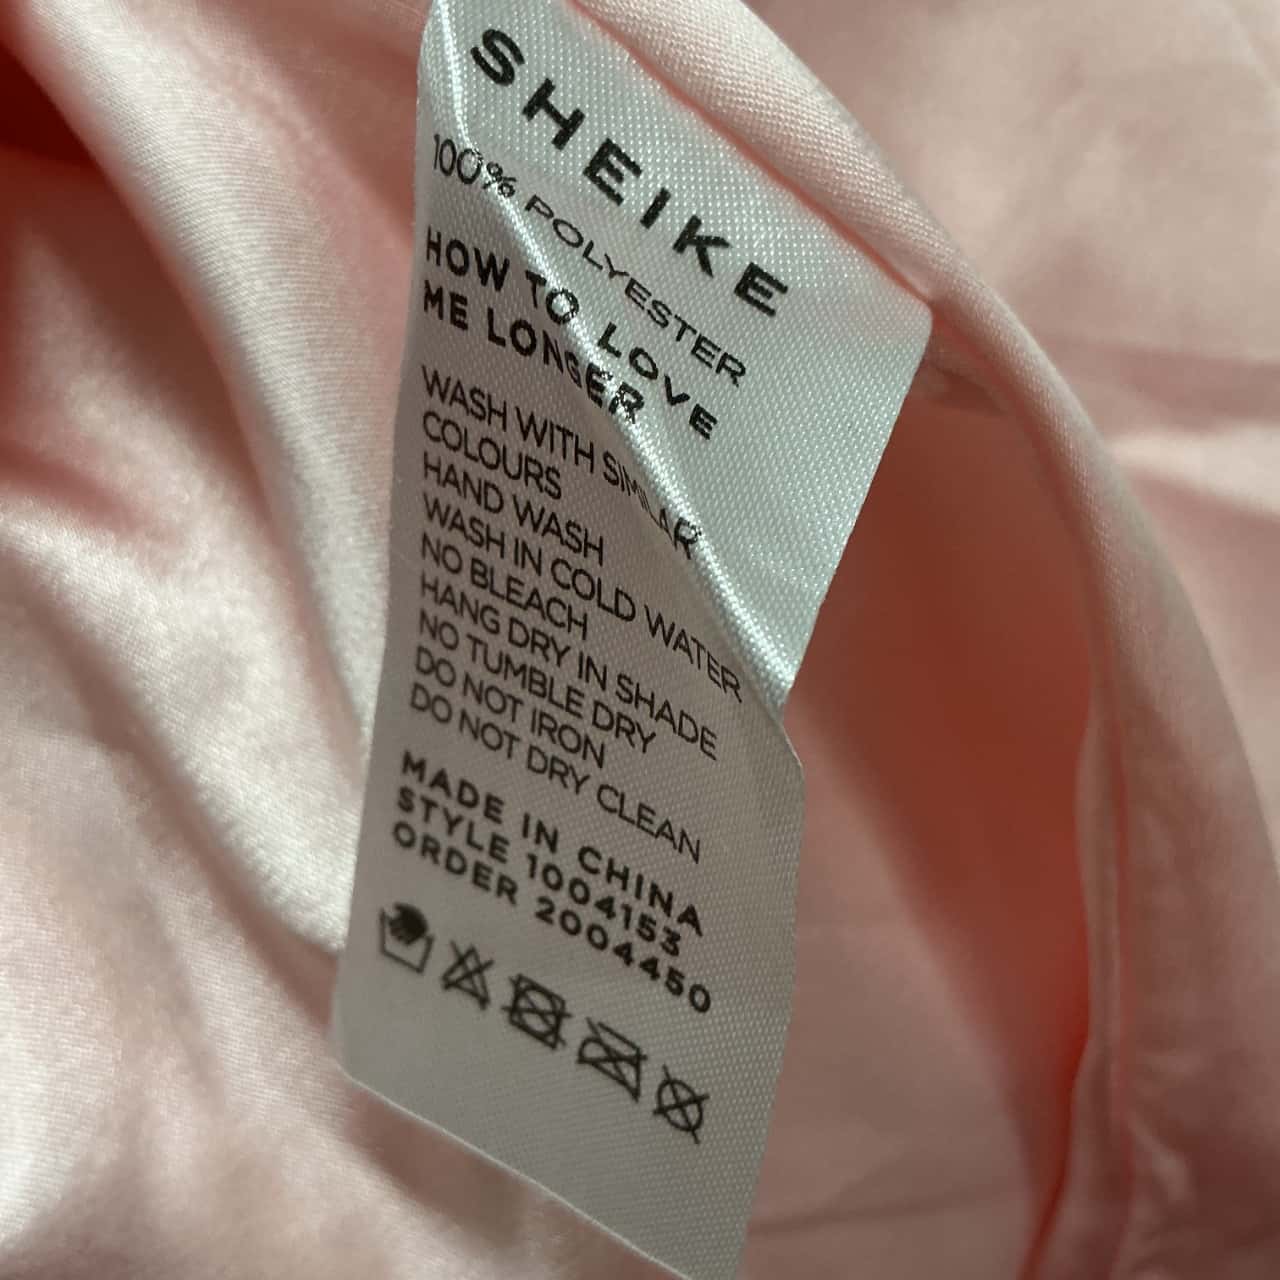 SHEIKE
100% POLYESTER
HOW TO LOVE
ME LONGER
WASH WITH SIMILAR
COLOURS
HAND WASH
WASH IN COLD WATER
NO BLEACH
HANG DRY IN SHADE
NO TUMBLE DRY
DO NOT IRON
DO NOT DRY CLEAN
MADE IN CHINA
STYLE 1004153
ORDER 2004450